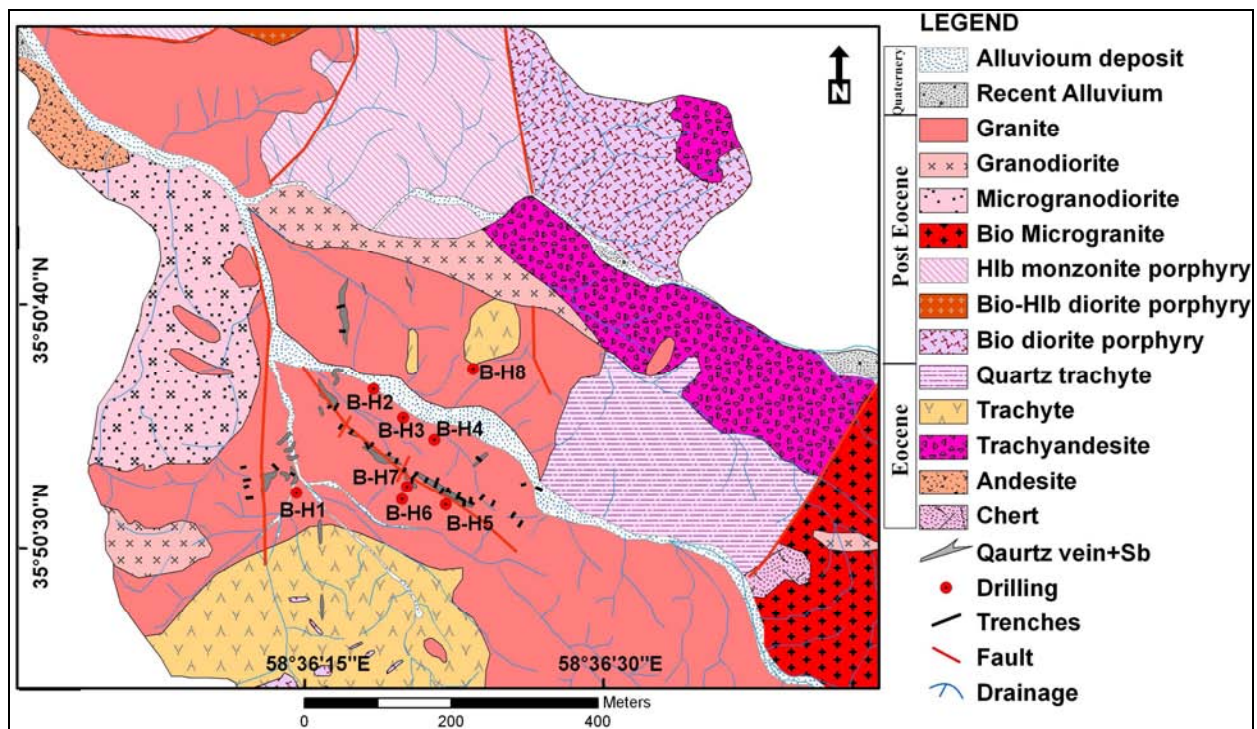 LEGEND
Alluvioum deposit
Recent Alluvium
Granite
Granodiorite
Microgranodiorite
Bio Microgranite
Hlb monzonite porphyry
Bio-Hlb diorite porphyry
Bio diorite porphyry
Quartz trachyte
Trachyte
Trachyandesite
Andesite
Chert
Qaurtz vein+Sb
Drilling
Trenches
Fault
Drainage
Quaternery
Post Eocene
Eocene
N
35°50'40"N
35°50'30"N
B-H8
B-H2
B-H3
B-H4
B-H7
B-H6
B-H5
B-H1
58°36'15"E
58°36'30"E
Meters
0
200
400